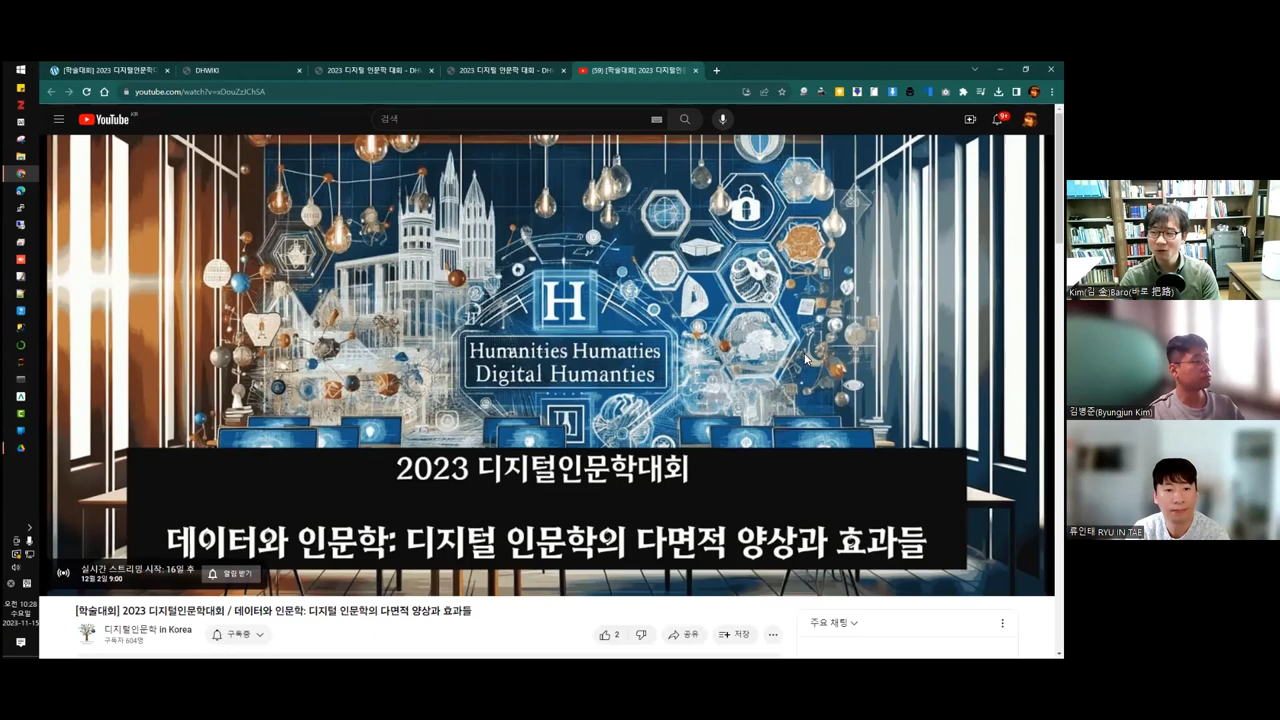 [학술대회] 2023 디지털인문학대
DHWIKI
2023 디지털 인문학 대회 - DH
2023 디지털 인문학 대회 - DH
(59) [학술대회] 2023 디지털인
youtube.com/watch?v=xDouZzJChSA
YouTube KR
검색
9+
H
Humanities Humatties
Digital Humanties
2023 디지털인문학대회
데이터와 인문학: 디지털 인문학의 다면적 양상과 효과들
실시간 스트리밍 시작: 16일 후
12월 2일 9:00
알림 받기
[학술대회] 2023 디지털인문학대회 / 데이터와 인문학: 디지털 인문학의 다면적 양상과 효과들
디지털인문학 in Korea
구독자 604명
구독중
2
공유
저장
주요 채팅
오전 10:28
수요일
2023-11-15
Kim(김 金)Baro(바로 把路)
김병준(Byungjun Kim)
류인태 RYU IN TAE